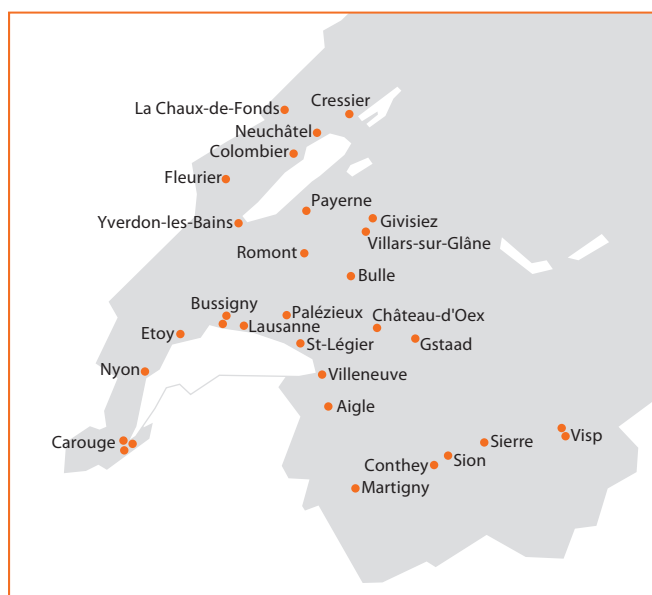 Cressier
La Chaux-de-Fonds
Neuchâtel
Colombier
Fleurier
Payerne
Givisiez
Yverdon-les-Bains
Villars-sur-Glâne
Romont
Bulle
Bussigny
Palézieux
Château-d'Oex
Lausanne
Etoy
St-Légier
Gstaad
Nyon
Villeneuve
Aigle
Carouge
Sierre
Visp
Sion
Conthey
Martigny